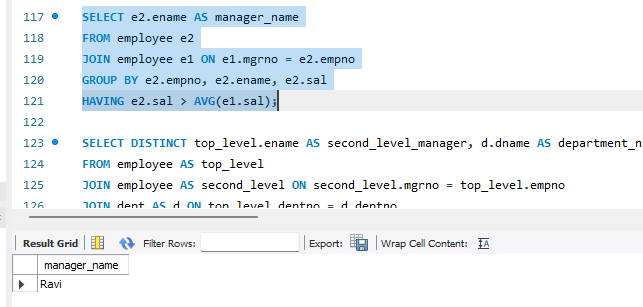 117 SELECT e2.ename AS manager_name
118 FROM employee e2
119 JOIN employee e1 ON e1.mgrno = e2.empno
120 GROUP BY e2.empno, e2.ename, e2.sal
121 HAVING e2.sal > AVG(e1.sal);
122
123 SELECT DISTINCT top_level.ename AS second_level_manager, d.dname AS department_n
124 FROM employee AS top_level
125 JOIN employee AS second_level ON second_level.mgrno = top_level.empno
126 JOIN dept AS d ON top_level.deptno = d.deptno
Result Grid Filter Rows: Export: Wrap Cell Content: IA
manager_name
Ravi